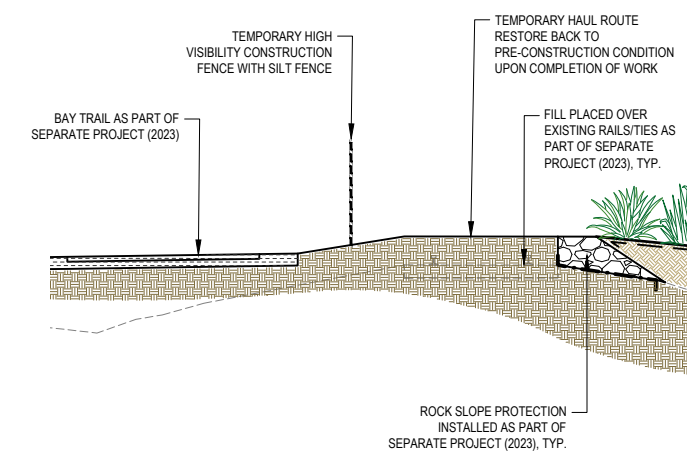 TEMPORARY HAUL ROUTE
RESTORE BACK TO
PRE-CONSTRUCTION CONDITION
UPON COMPLETION OF WORK
TEMPORARY HIGH
VISIBILITY CONSTRUCTION
FENCE WITH SILT FENCE
BAY TRAIL AS PART OF
SEPARATE PROJECT (2023)
FILL PLACED OVER
EXISTING RAILS/TIES AS
PART OF SEPARATE
PROJECT (2023), TYP.
ROCK SLOPE PROTECTION
INSTALLED AS PART OF
SEPARATE PROJECT (2023), TYP.